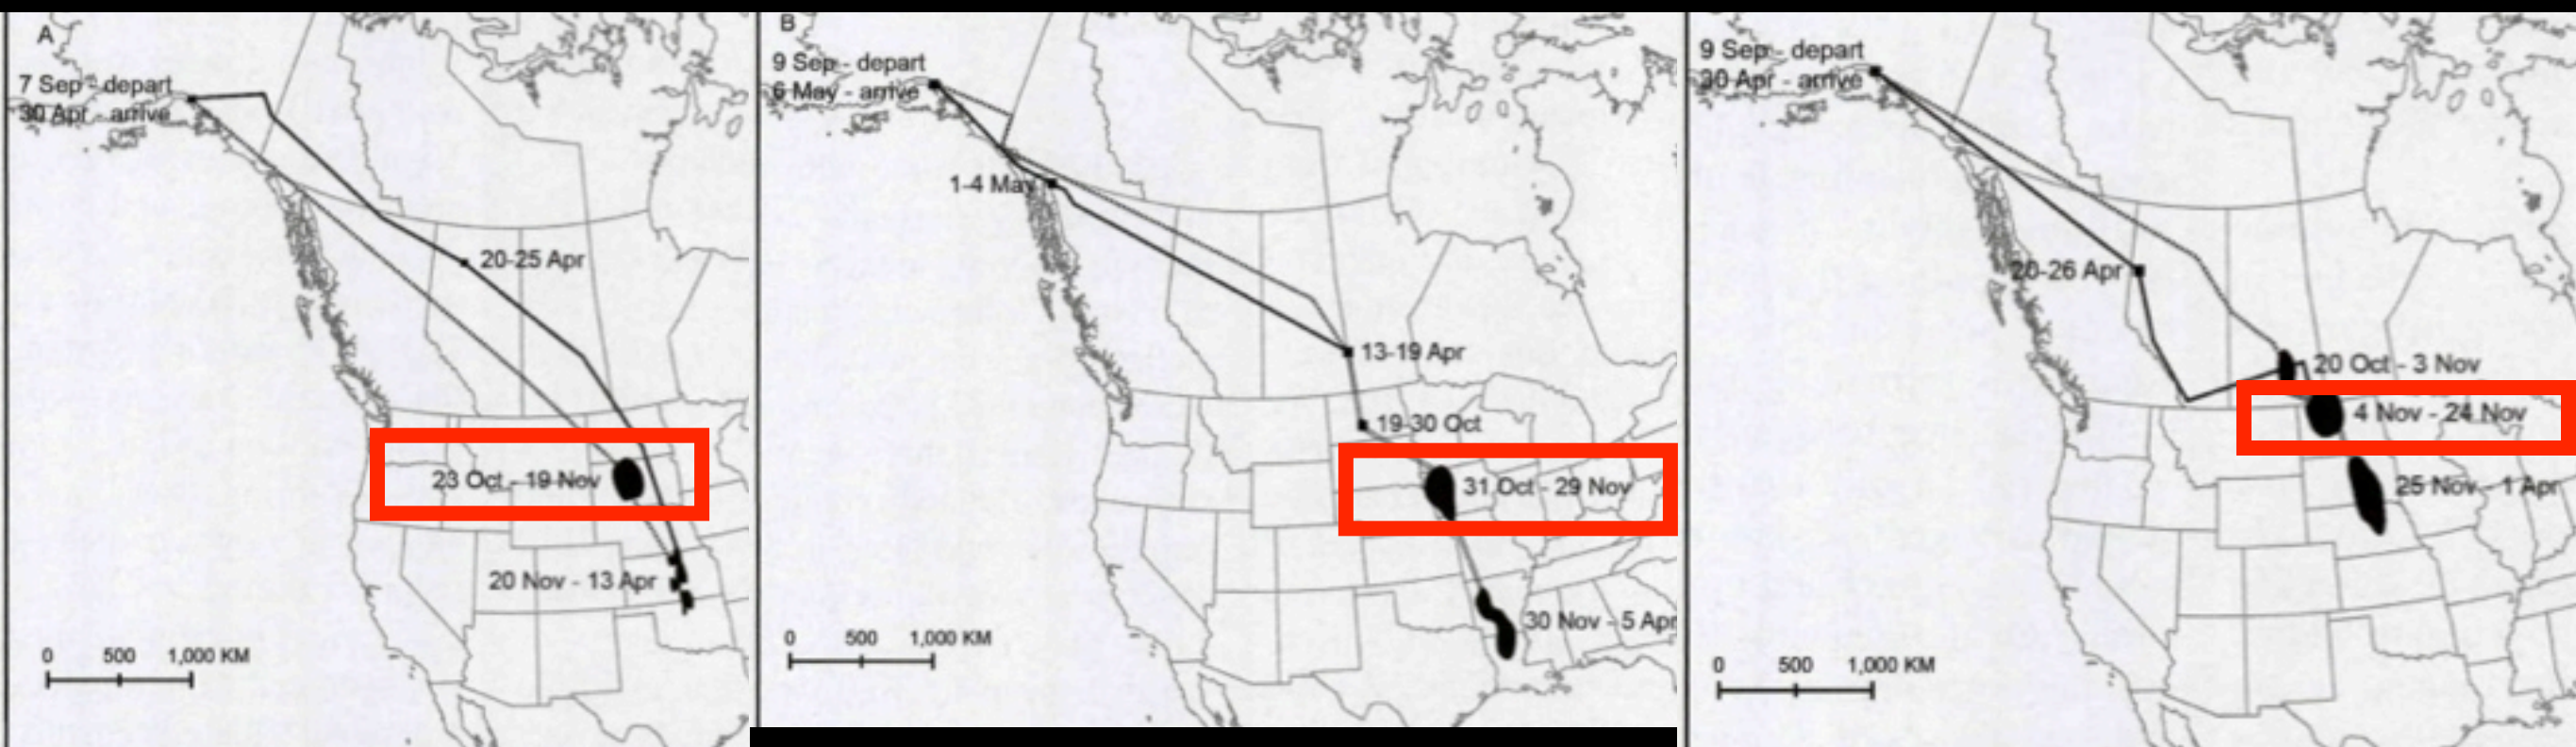 A
7 Sep - depart
30 Apr - arrive
20-25 Apr
23 Oct - 19 Nov
20 Nov - 13 Apr
0 500 1,000 KM
B
9 Sep - depart
6 May - arrive
1-4 May
13-19 Apr
19-30 Oct
31 Oct - 29 Nov
30 Nov - 5 Apr
0 500 1,000 KM
9 Sep - depart
30 Apr - arrive
20-26 Apr
20 Oct - 3 Nov
4 Nov - 24 Nov
25 Nov - 1 Apr
0 500 1,000 KM